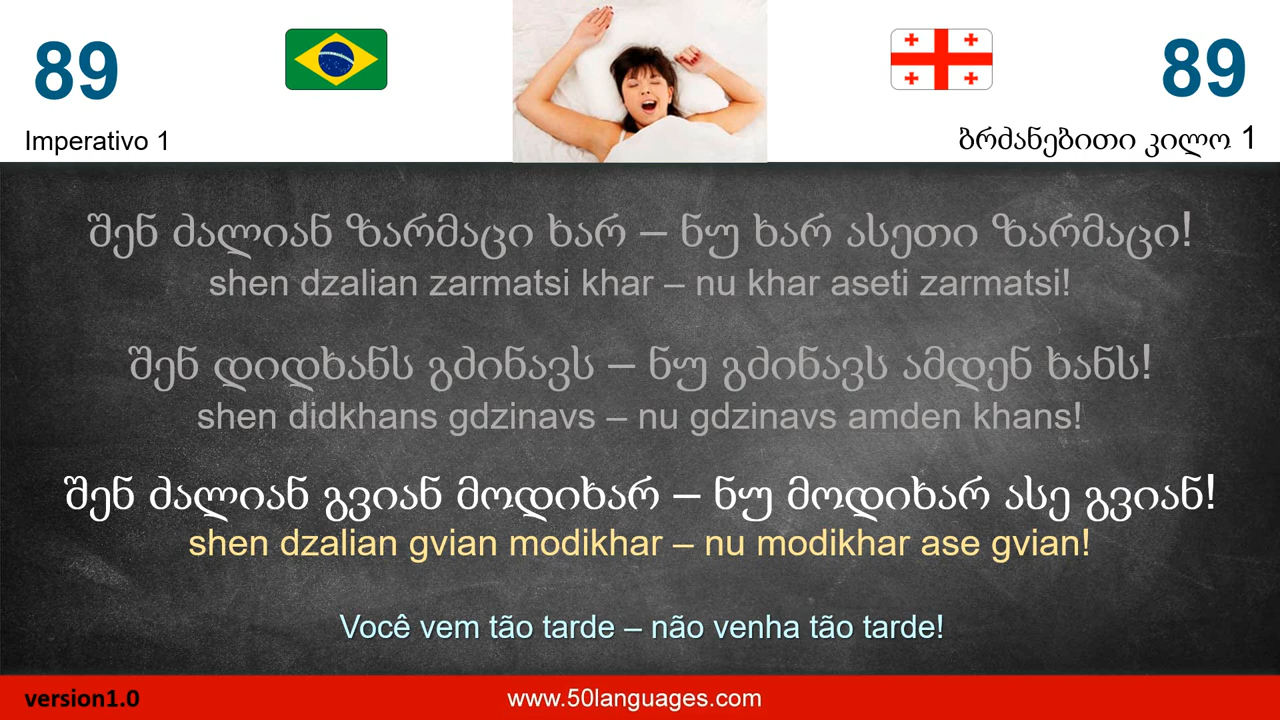 89
89
Imperativo 1
ბრძანებითი კილო 1
შენ ძალიან ზარმაცი ხარ – ნუ ხარ ასეთი ზარმაცი!
shen dzalian zarmatsi khar – nu khar aseti zarmatsi!
შენ დიდხანს გძინავს – ნუ გძინავს ამდენ ხანს!
shen didkhans gdzinavs – nu gdzinavs amden khans!
შენ ძალიან გვიან მოდიხარ – ნუ მოდიხარ ასე გვიან!
shen dzalian gvian modikhar – nu modikhar ase gvian!
Você vem tão tarde – não venha tão tarde!
version1.0
www.50languages.com